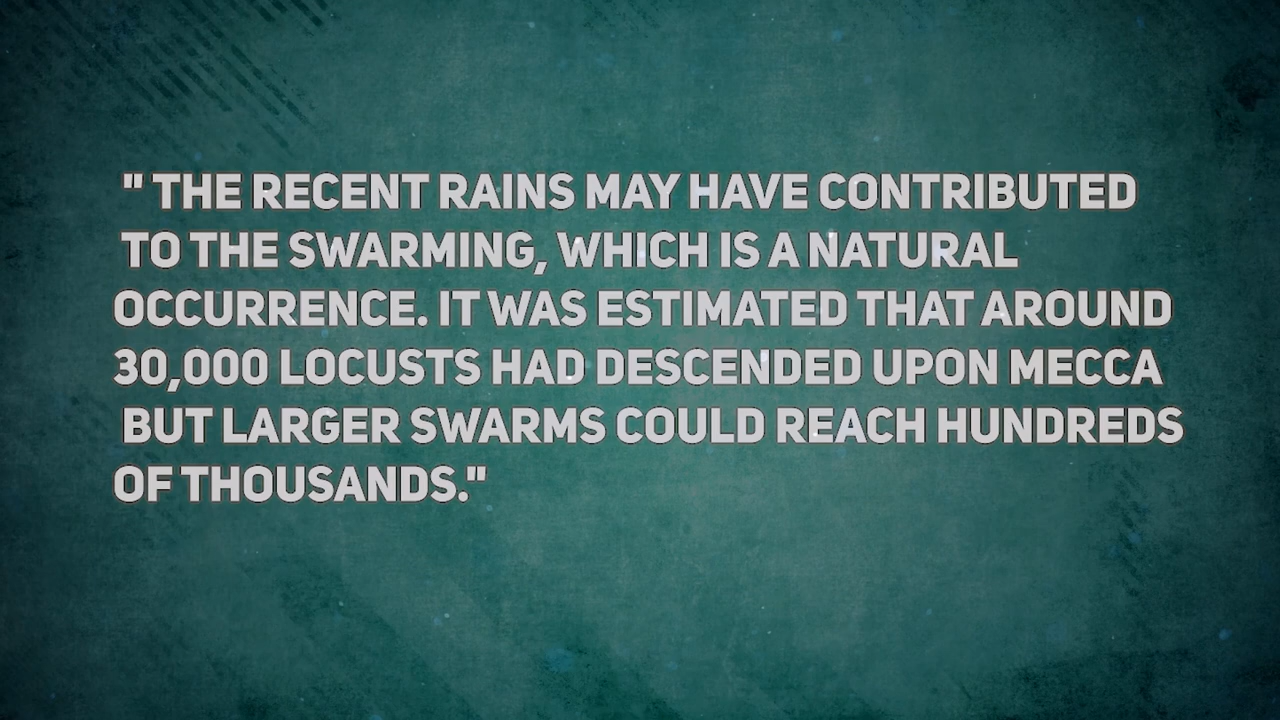 " THE RECENT RAINS MAY HAVE CONTRIBUTED
TO THE SWARMING, WHICH IS A NATURAL
OCCURRENCE. IT WAS ESTIMATED THAT AROUND
30,000 LOCUSTS HAD DESCENDED UPON MECCA
BUT LARGER SWARMS COULD REACH HUNDREDS
OF THOUSANDS."